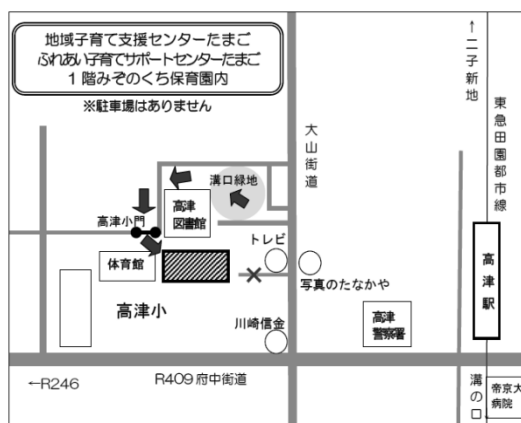 地域子育て支援センターたまご
ふれあい子育てサポートセンターたまご
1階みぞのくち保育園内
※駐車場はありません
↑二子新地
東急田園都市線
大山街道
溝口緑地
高津
図書館
高津小門
トレビ
体育館
写真のたなかや
高津駅
高津小
川崎信金
高津
警察署
←R246
R409府中街道
溝の口
帝京大
病院